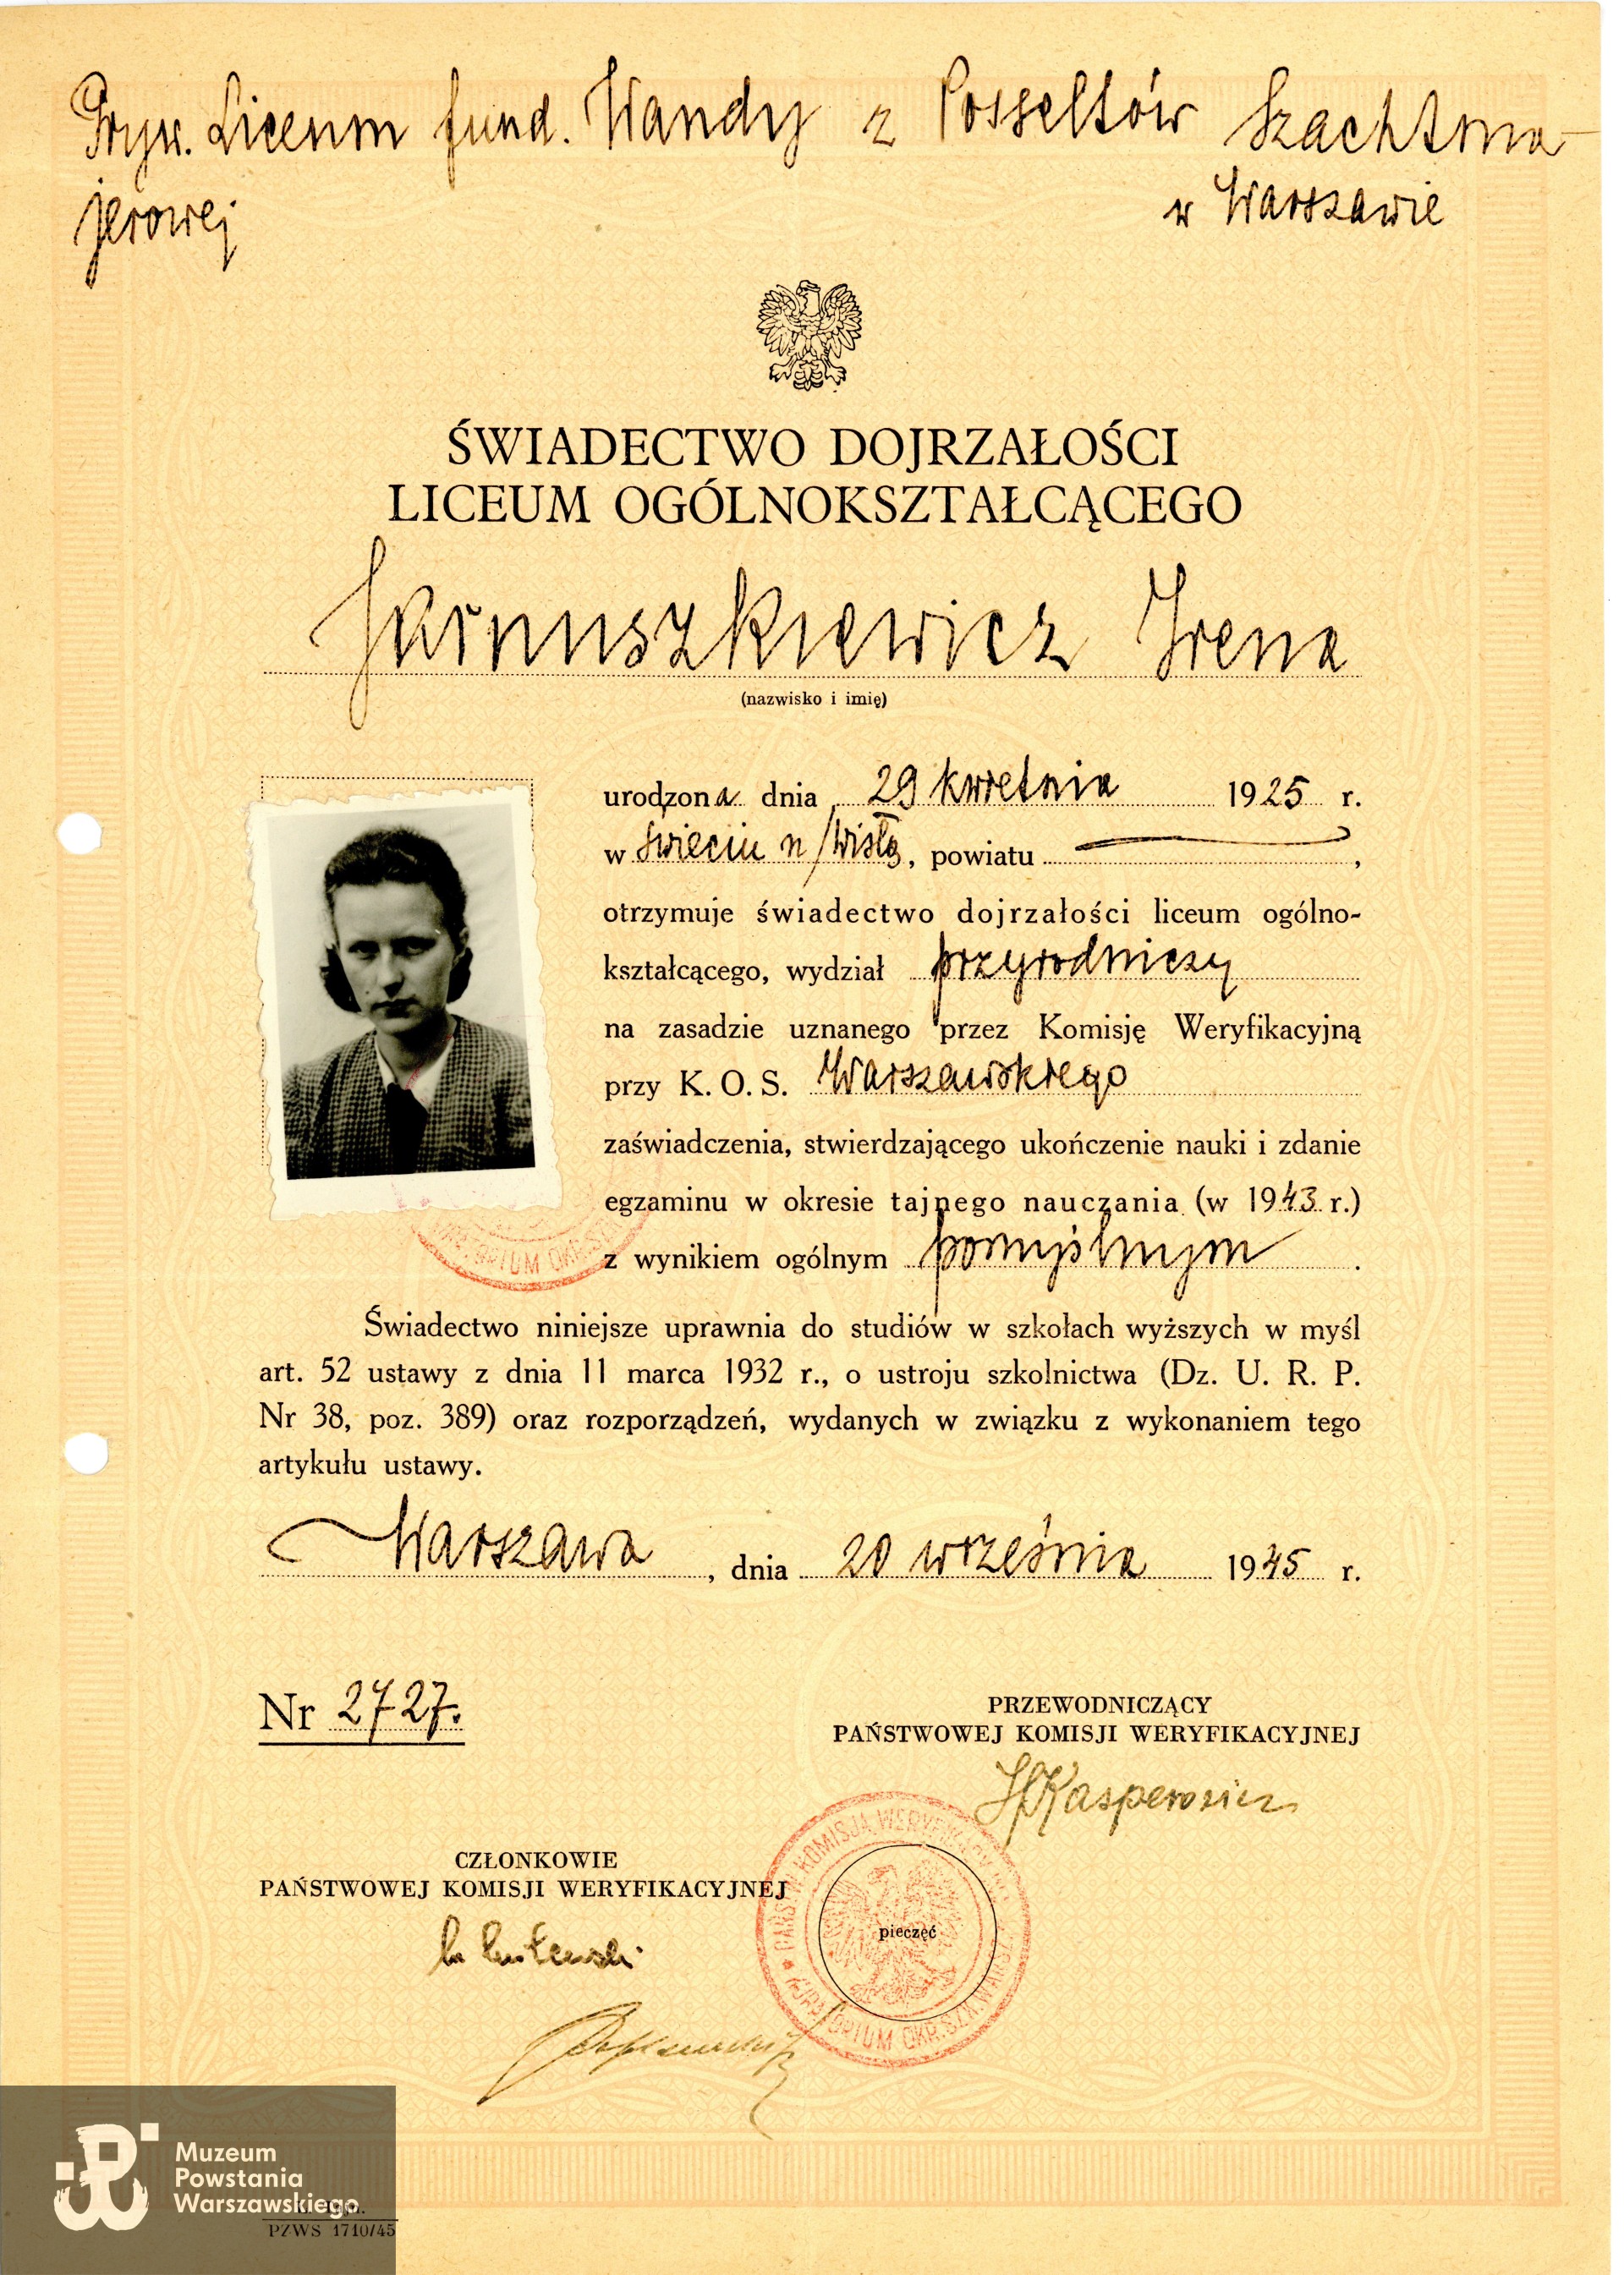 Pryw. Liceum fund. Wandy z Posseltów Szachtma-
jerowej
w Warszawie
ŚWIADECTWO DOJRZAŁOŚCI
LICEUM OGÓLNOKSZTAŁCĄCEGO
Jaruszkiewicz Irena
(nazwisko i imię)
urodzona dnia 29 kwietnia 1925 r.
w Świeciu n/Wisłą, powiatu ,
otrzymuje świadectwo dojrzałości liceum ogólno-
kształcącego, wydział przyrodniczy
na zasadzie uznanego przez Komisję Weryfikacyjną
przy K. O. S. Warszawskiego
zaświadczenia, stwierdzającego ukończenie nauki i zdanie
egzaminu w okresie tajnego nauczania (w 1943 r.)
z wynikiem ogólnym pomyślnym .
Świadectwo niniejsze uprawnia do studiów w szkołach wyższych w myśl
art. 52 ustawy z dnia 11 marca 1932 r., o ustroju szkolnictwa (Dz. U. R. P.
Nr 38, poz. 389) oraz rozporządzeń, wydanych w związku z wykonaniem tego
artykułu ustawy.
Warszawa, dnia 20 września 1945 r.
Nr 2727.
PRZEWODNICZĄCY
PAŃSTWOWEJ KOMISJI WERYFIKACYJNEJ
CZŁONKOWIE
PAŃSTWOWEJ KOMISJI WERYFIKACYJNEJ
pieczęć
Muzeum
Powstania
Warszawskiego
PZWS 1710/45